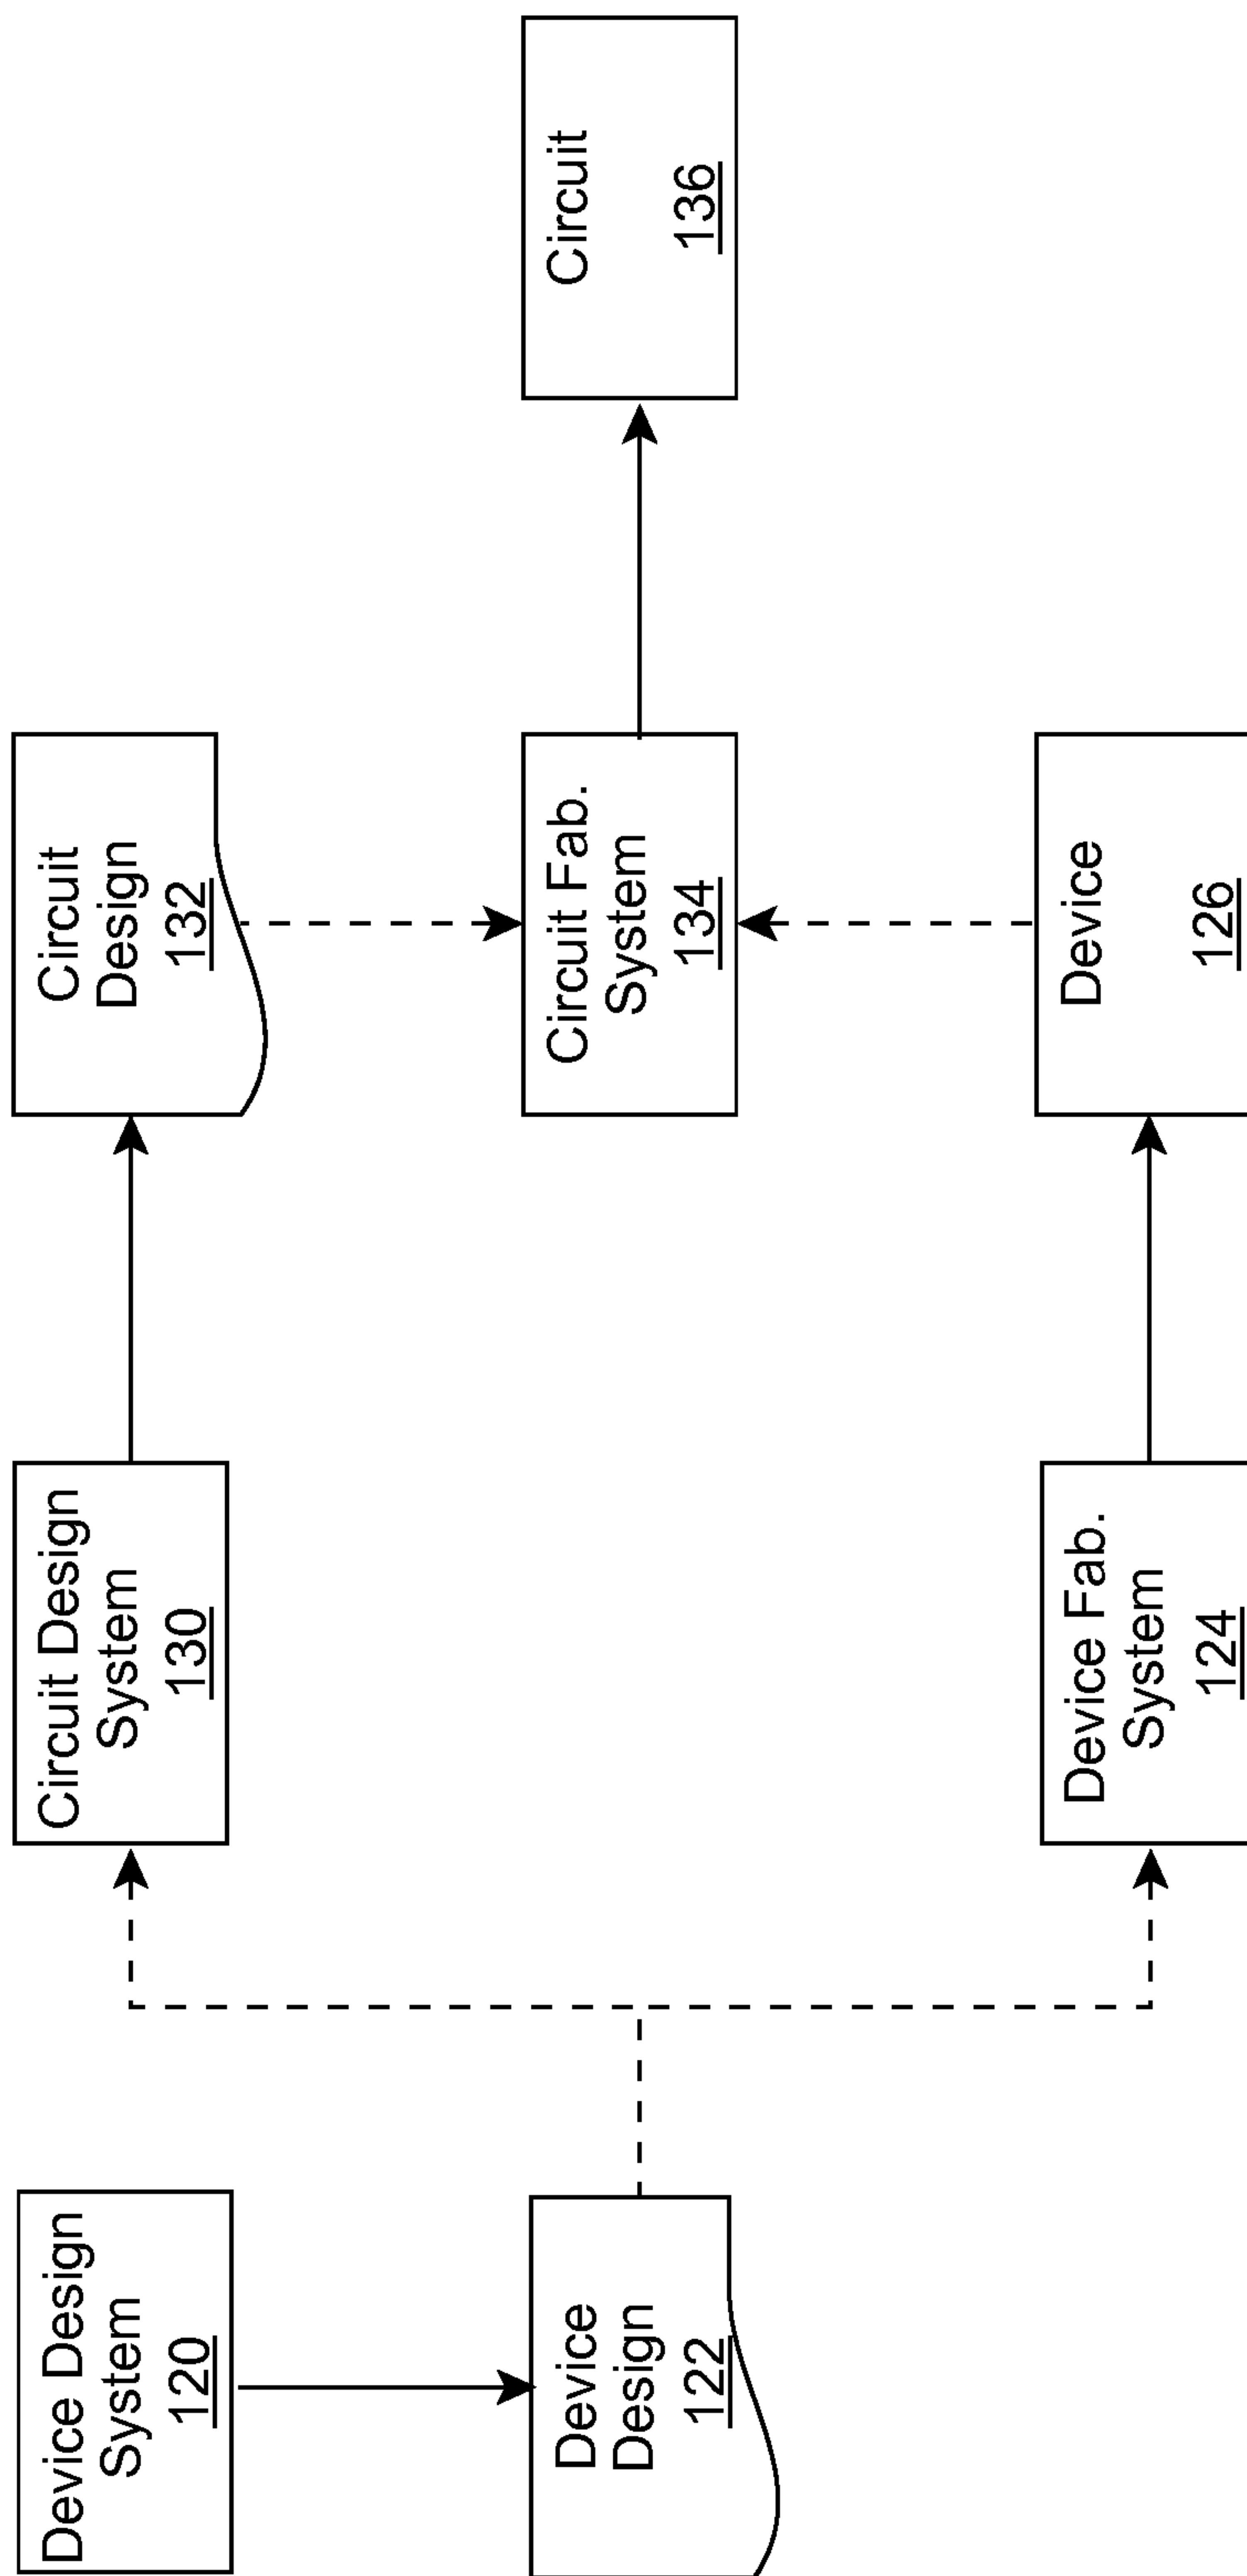 Device Design
System
120
Device
Design
122
Circuit Design
System
130
Device Fab.
System
124
Circuit
Design
132
Circuit Fab.
System
134
Device
126
Circuit
136